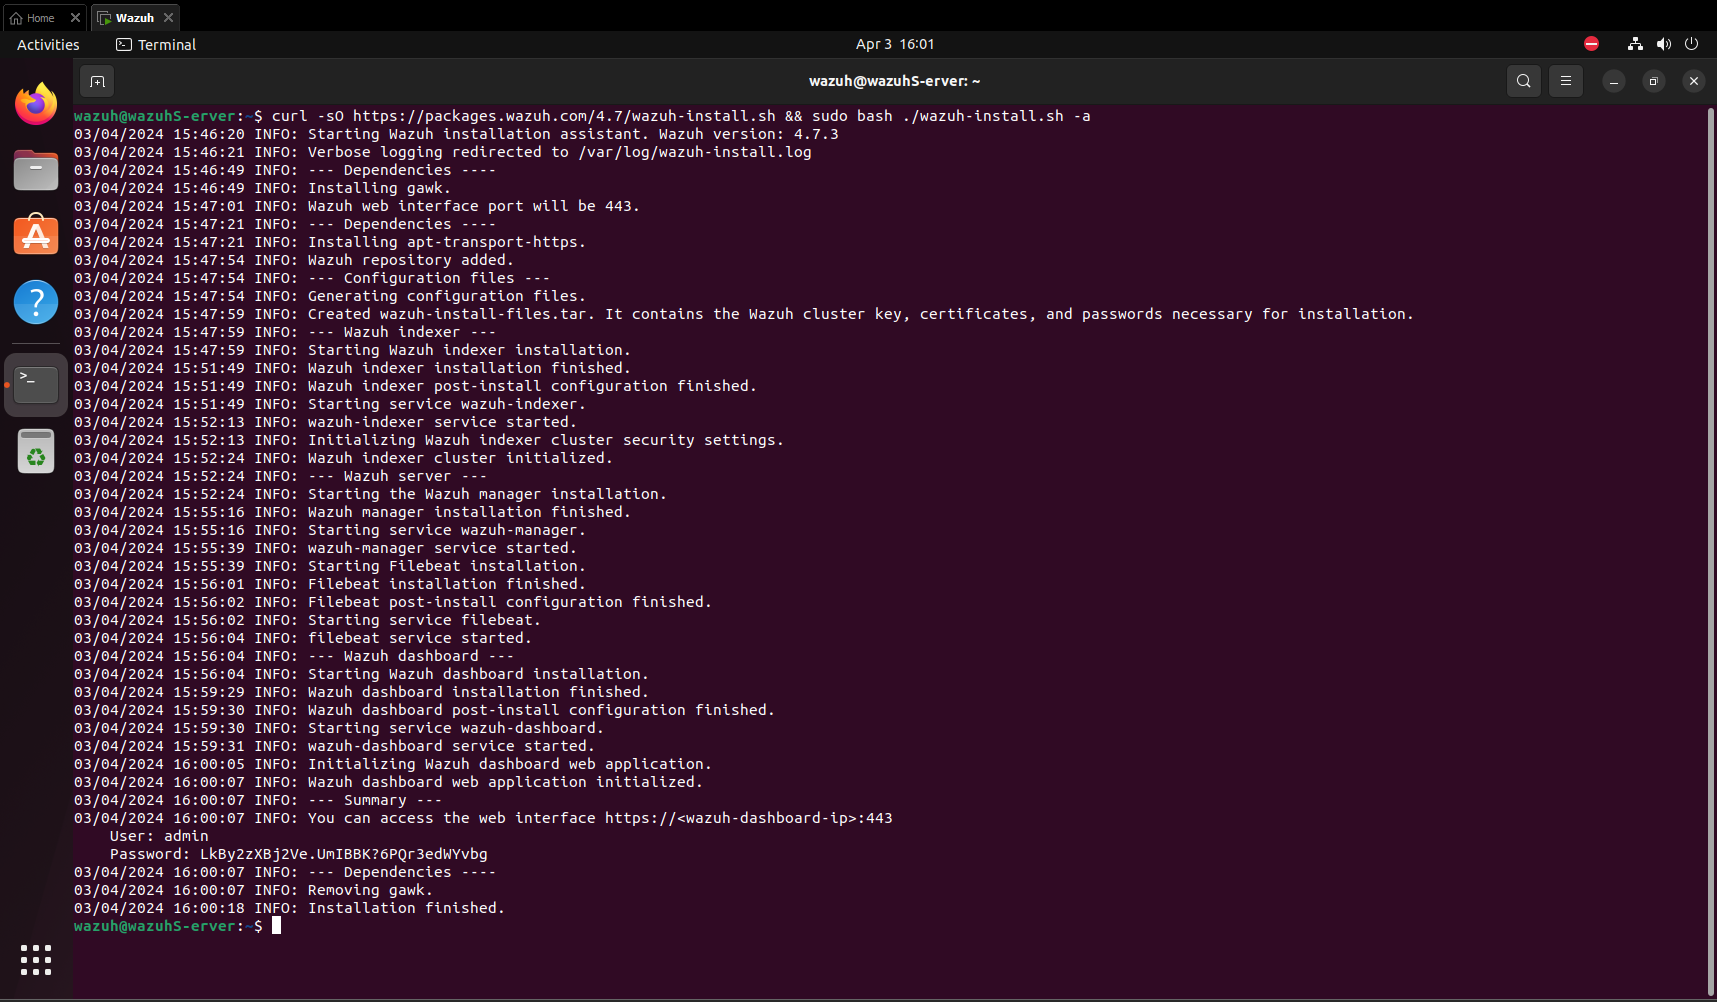 Home
Wazuh
Activities
Terminal
Apr 3 16:01
wazuh@wazuhS-erver: ~
wazuh@wazuhS-erver:~$ curl -sO https://packages.wazuh.com/4.7/wazuh-install.sh && sudo bash ./wazuh-install.sh -a
03/04/2024 15:46:20 INFO: Starting Wazuh installation assistant. Wazuh version: 4.7.3
03/04/2024 15:46:21 INFO: Verbose logging redirected to /var/log/wazuh-install.log
03/04/2024 15:46:49 INFO: --- Dependencies ----
03/04/2024 15:46:49 INFO: Installing gawk.
03/04/2024 15:47:01 INFO: Wazuh web interface port will be 443.
03/04/2024 15:47:21 INFO: --- Dependencies ----
03/04/2024 15:47:21 INFO: Installing apt-transport-https.
03/04/2024 15:47:54 INFO: Wazuh repository added.
03/04/2024 15:47:54 INFO: --- Configuration files ---
03/04/2024 15:47:54 INFO: Generating configuration files.
03/04/2024 15:47:59 INFO: Created wazuh-install-files.tar. It contains the Wazuh cluster key, certificates, and passwords necessary for installation.
03/04/2024 15:47:59 INFO: --- Wazuh indexer ---
03/04/2024 15:47:59 INFO: Starting Wazuh indexer installation.
03/04/2024 15:51:49 INFO: Wazuh indexer installation finished.
03/04/2024 15:51:49 INFO: Wazuh indexer post-install configuration finished.
03/04/2024 15:51:49 INFO: Starting service wazuh-indexer.
03/04/2024 15:52:13 INFO: wazuh-indexer service started.
03/04/2024 15:52:13 INFO: Initializing Wazuh indexer cluster security settings.
03/04/2024 15:52:24 INFO: Wazuh indexer cluster initialized.
03/04/2024 15:52:24 INFO: --- Wazuh server ---
03/04/2024 15:52:24 INFO: Starting the Wazuh manager installation.
03/04/2024 15:55:16 INFO: Wazuh manager installation finished.
03/04/2024 15:55:16 INFO: Starting service wazuh-manager.
03/04/2024 15:55:39 INFO: wazuh-manager service started.
03/04/2024 15:55:39 INFO: Starting Filebeat installation.
03/04/2024 15:56:01 INFO: Filebeat installation finished.
03/04/2024 15:56:02 INFO: Filebeat post-install configuration finished.
03/04/2024 15:56:02 INFO: Starting service filebeat.
03/04/2024 15:56:04 INFO: filebeat service started.
03/04/2024 15:56:04 INFO: --- Wazuh dashboard ---
03/04/2024 15:56:04 INFO: Starting Wazuh dashboard installation.
03/04/2024 15:59:29 INFO: Wazuh dashboard installation finished.
03/04/2024 15:59:30 INFO: Wazuh dashboard post-install configuration finished.
03/04/2024 15:59:30 INFO: Starting service wazuh-dashboard.
03/04/2024 15:59:31 INFO: wazuh-dashboard service started.
03/04/2024 16:00:05 INFO: Initializing Wazuh dashboard web application.
03/04/2024 16:00:07 INFO: Wazuh dashboard web application initialized.
03/04/2024 16:00:07 INFO: --- Summary ---
03/04/2024 16:00:07 INFO: You can access the web interface https://<wazuh-dashboard-ip>:443
User: admin
Password: LkBy2zXBj2Ve.UmIBBK?6PQr3edWYvbg
03/04/2024 16:00:07 INFO: --- Dependencies ----
03/04/2024 16:00:07 INFO: Removing gawk.
03/04/2024 16:00:18 INFO: Installation finished.
wazuh@wazuhS-erver:~$